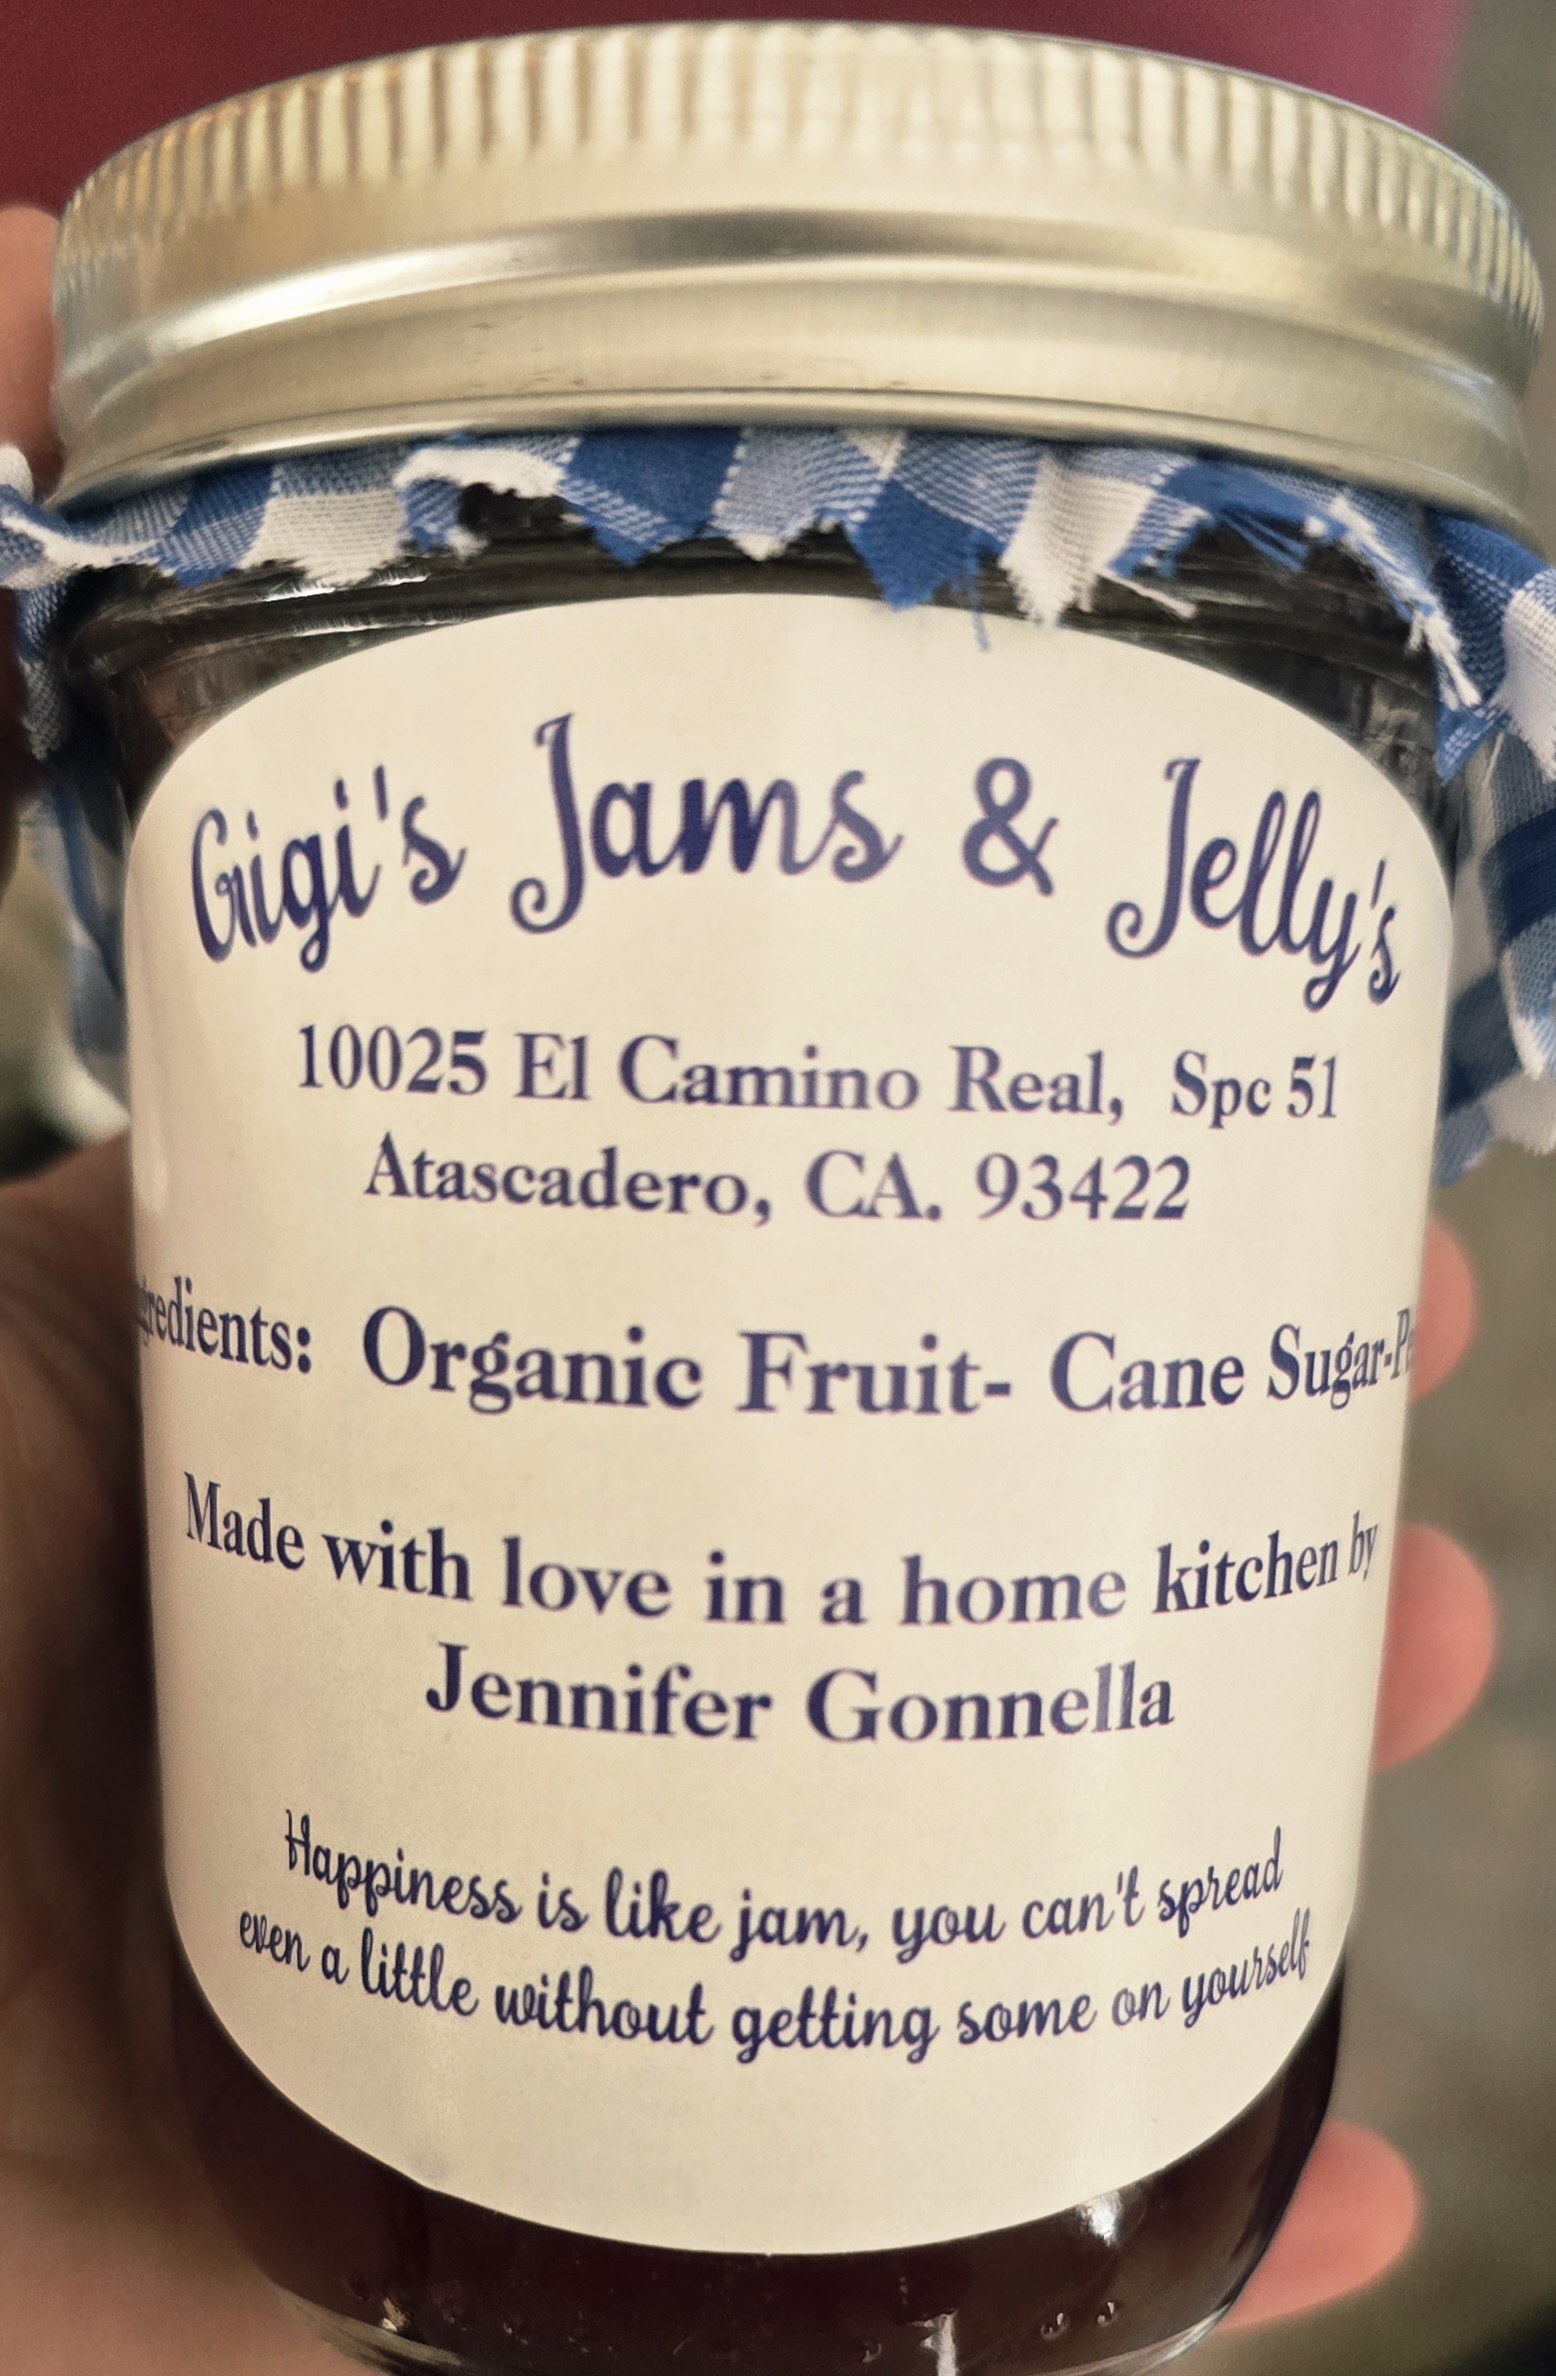 Gigi's Jams & Jelly's
10025 El Camino Real, Spc 51
Atascadero, CA. 93422
Organic Fruit- Cane Sugar-
Made with love in a home kitchen by
Jennifer Gonnella
Happiness is like jam, you can't spread
even a little without getting some on yourself